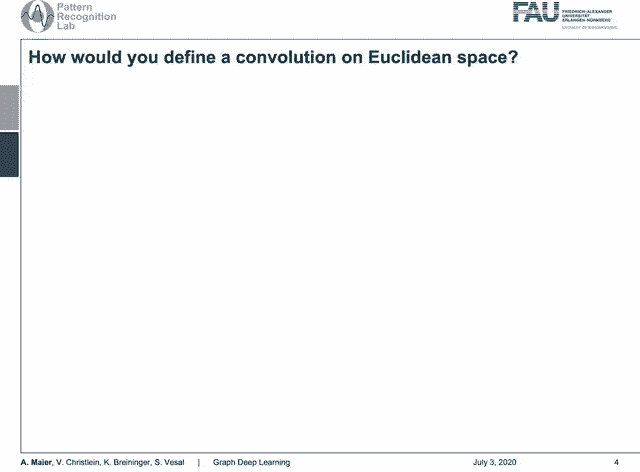 Pattern
Recognition
Lab
FAU
FRIEDRICH-ALEXANDER
UNIVERSITÄT
ERLANGEN-NÜRNBERG
FACULTY OF ENGINEERING
How would you define a convolution on Euclidean space?
A. Maier, V. Christlein, K. Breininger, S. Vesal | Graph Deep Learning July 3, 2020 4